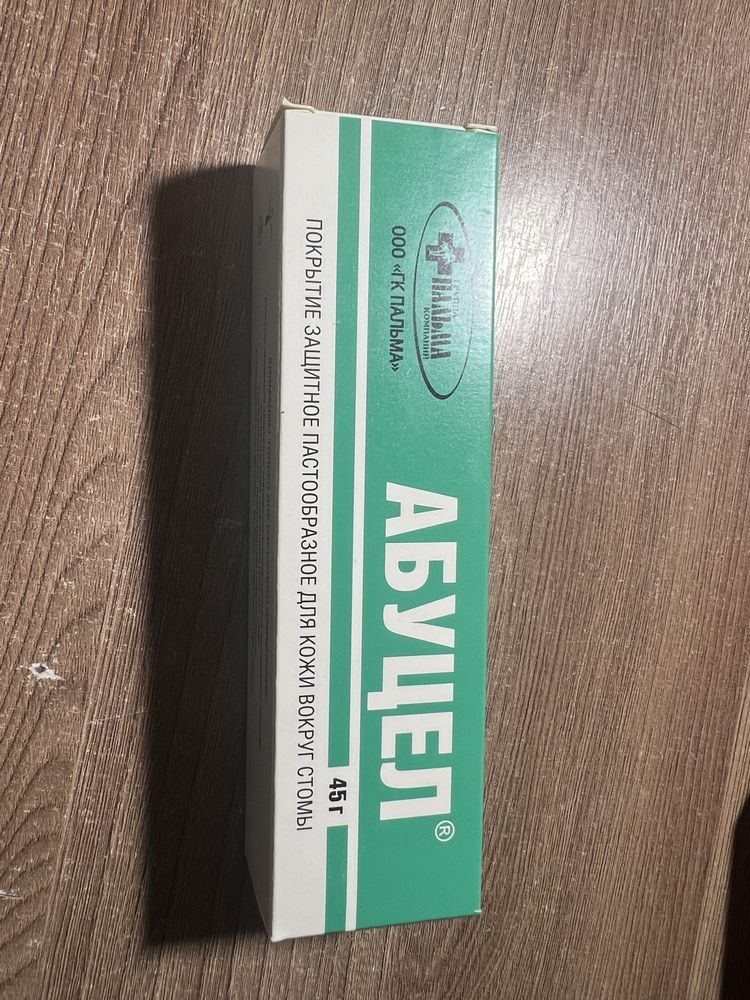 ГРУППА
ПАЛЬМА
КОМПАНИЙ
ООО «ГК ПАЛЬМА»
АБУЦЕЛ®
45 г
ПОКРЫТИЕ ЗАЩИТНОЕ ПАСТООБРАЗНОЕ ДЛЯ КОЖИ ВОКРУГ СТОМЫ